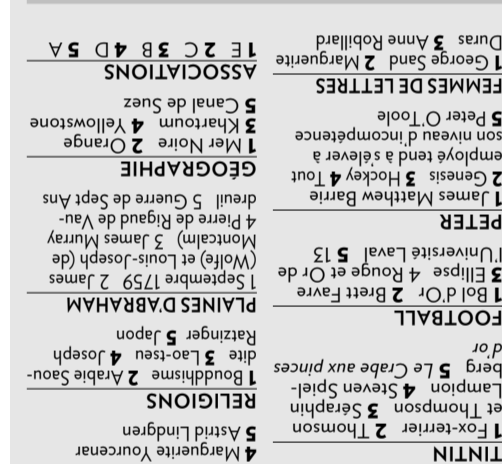 TINTIN
1 Fox-terrier 2 Thomson
et Thompson 3 Séraphin
Lampion 4 Steven Spiel-
berg 5 Le Crabe aux pinces
d'or
FOOTBALL
1 Bol d'Or 2 Brett Favre
3 Ellipse 4 Rouge et Or de
l'Université Laval 5 13
PETER
1 James Matthew Barrie
2 Genesis 3 Hockey 4 Tout
employé tend à s'élever à
son niveau d'incompétence
5 Peter O'Toole
FEMMES DE LETTRES
1 George Sand 2 Marguerite
Duras 3 Anne Robillard
4 Marguerite Yourcenar
5 Astrid Lindgren
RELIGIONS
1 Bouddhisme 2 Arabie Saou-
dite 3 Lao-tseu 4 Joseph
Ratzinger 5 Japon
PLAINES D'ABRAHAM
1 Septembre 1759 2 James
(Wolfe) et Louis-Joseph (de
Montcalm) 3 James Murray
4 Pierre de Rigaud de Vau-
dreuil 5 Guerre de Sept Ans
GÉOGRAPHIE
1 Mer Noire 2 Orange
3 Khartoum 4 Yellowstone
5 Canal de Suez
ASSOCIATIONS
1 E 2 C 3 B 4 D 5 A